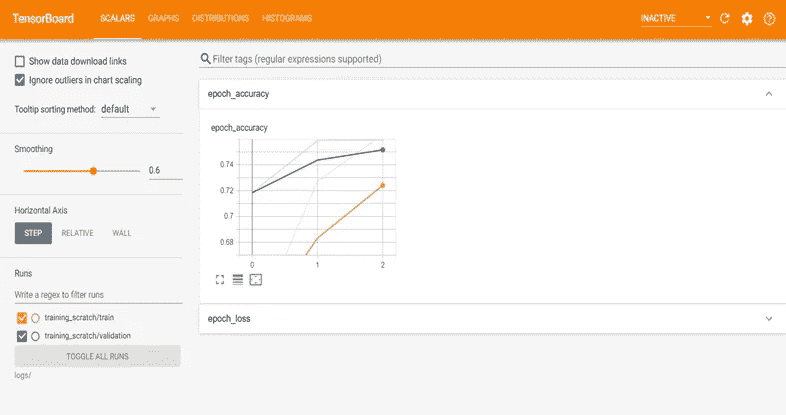 TensorBoard SCALARS GRAPHS DISTRIBUTIONS HISTOGRAMS INACTIVE
Show data download links
Ignore outliers in chart scaling
Tooltip sorting method: default
Smoothing
0.6
Horizontal Axis
STEP RELATIVE WALL
Runs
Write a regex to filter runs
training_scratch/train
training_scratch/validation
TOGGLE ALL RUNS
logs/
Filter tags (regular expressions supported)
epoch_accuracy
epoch_accuracy
0.74
0.72
0.7
0.68
0 1 2
epoch_loss